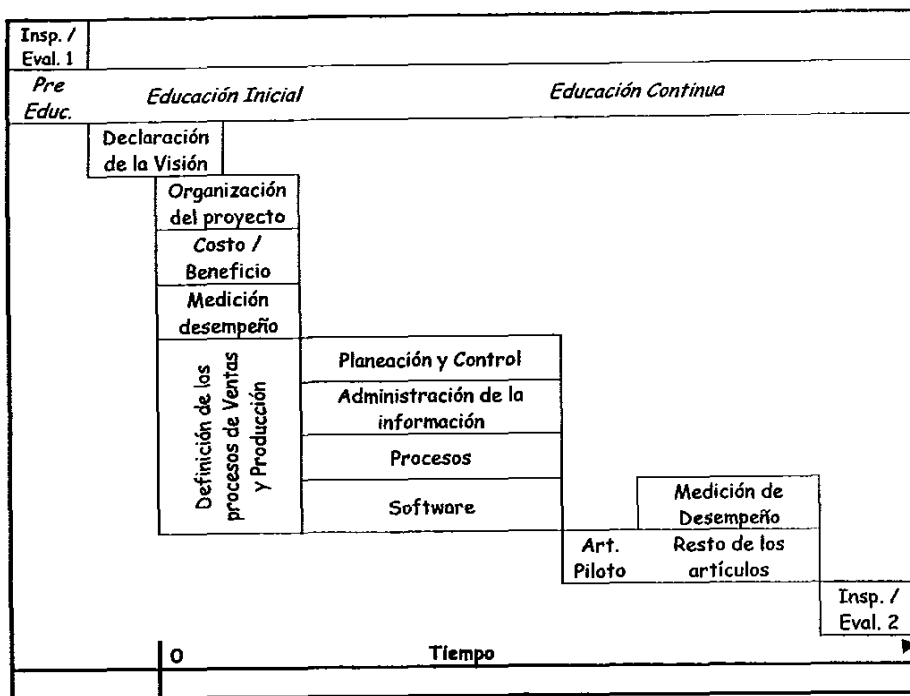 Insp. /
Eval. 1
Pre
Educ.
Educación Inicial
Educación Continua
Declaración
de la Visión
Organización
del proyecto
Costo /
Beneficio
Medición
desempeño
Definición de los
procesos de Ventas
y Producción
Planeación y Control
Administración de la
información
Procesos
Software
Medición de
Desempeño
Art.
Piloto
Resto de los
artículos
Insp. /
Eval. 2
0
Tiempo